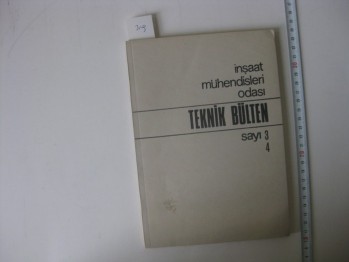 inşaat
mühendisleri
odası
TEKNİK BÜLTEN
sayı 3
4